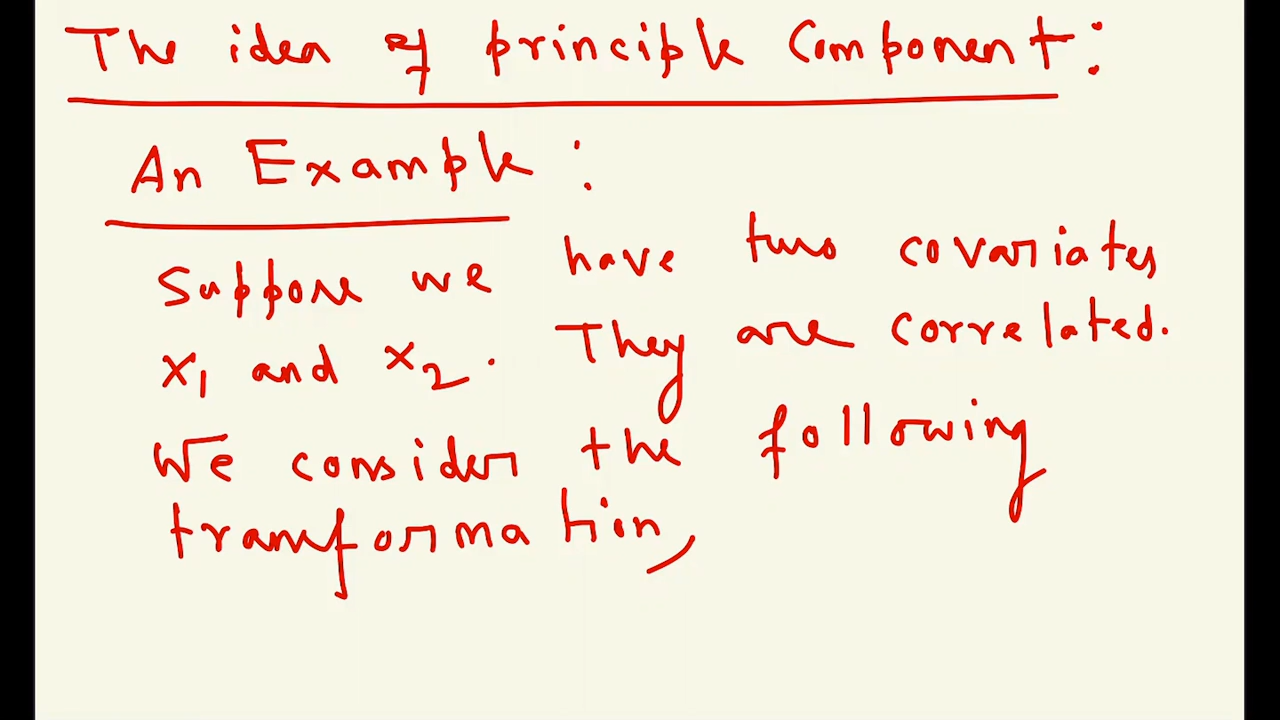 The idea of principle Component:
An Example:
Suppose we have two covariates
x₁ and x₂. They are correlated.
We consider the following
transformation,